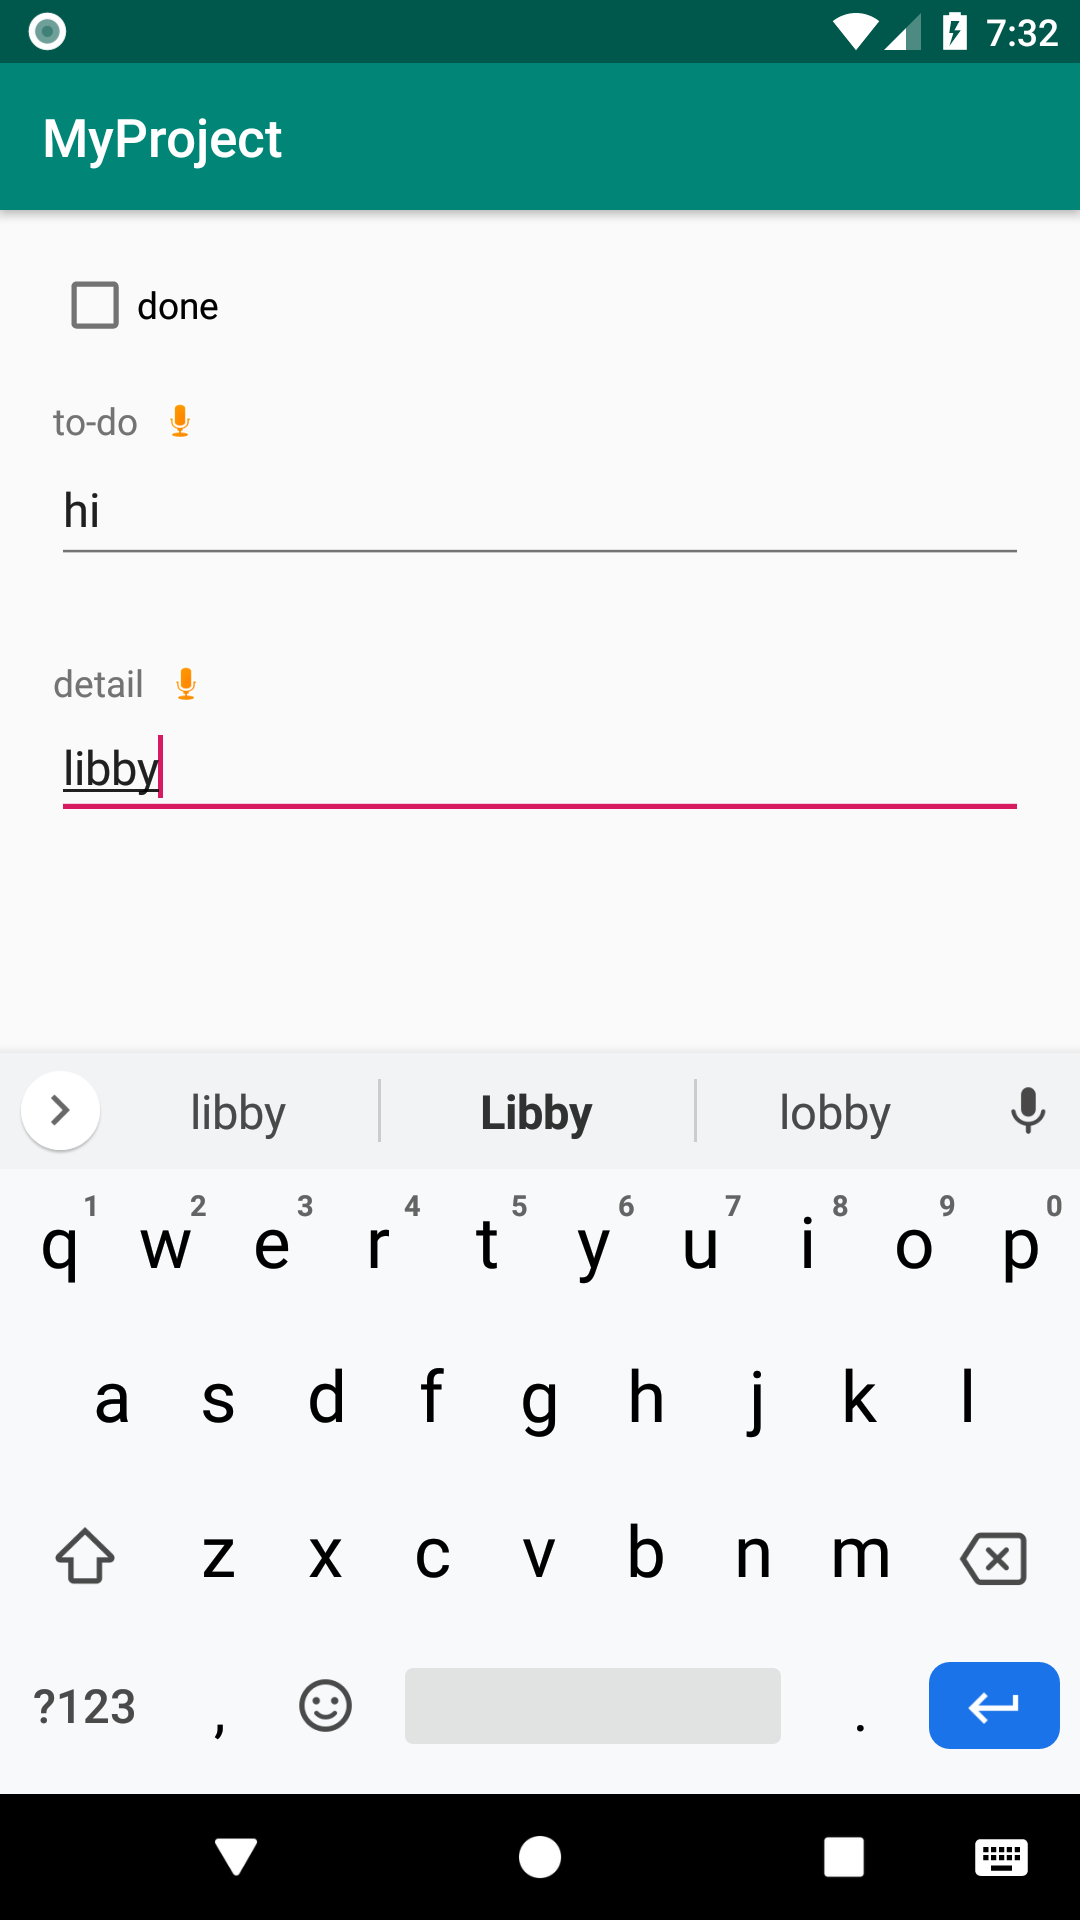 7:32
MyProject
done
to-do
hi
detail
libby
libby Libby lobby
1 2 3 4 5 6 7 8 9 0
q w e r t y u i o p
a s d f g h j k l
z x c v b n m
?123 , .